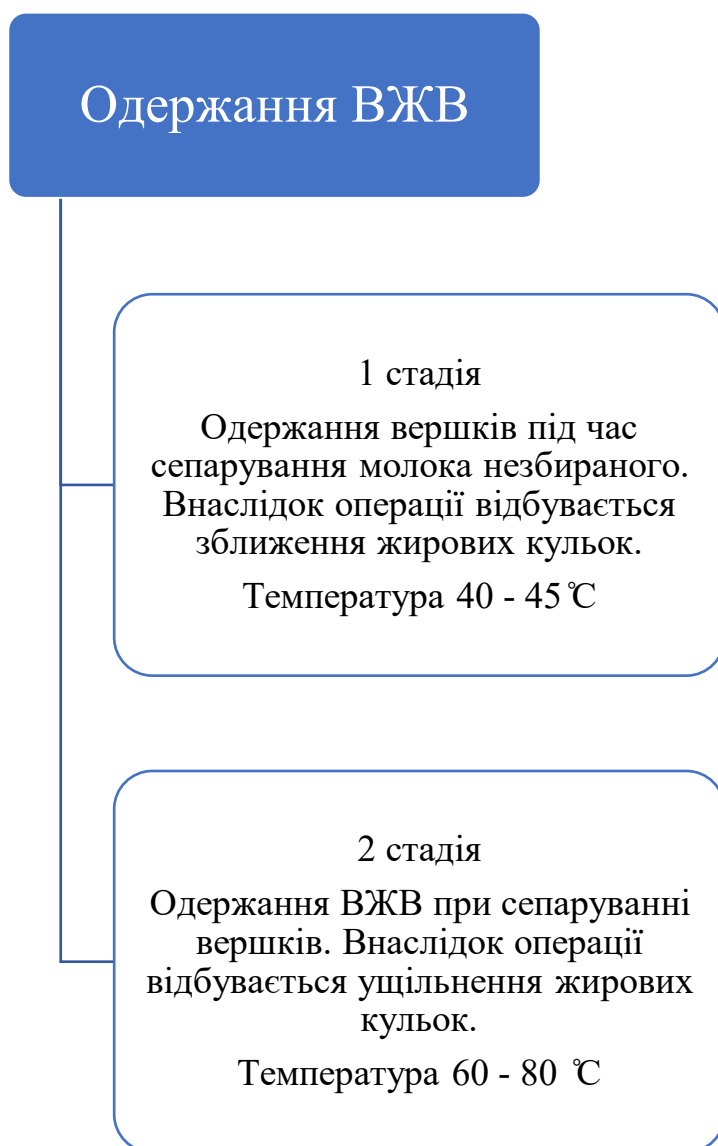 Одержання ВЖВ
1 стадія
Одержання вершків під час
сепарування молока незбираного.
Внаслідок операції відбувається
зближення жирових кульок.
Температура 40 - 45 ℃
2 стадія
Одержання ВЖВ при сепаруванні
вершків. Внаслідок операції
відбувається ущільнення жирових
кульок.
Температура 60 - 80 ℃